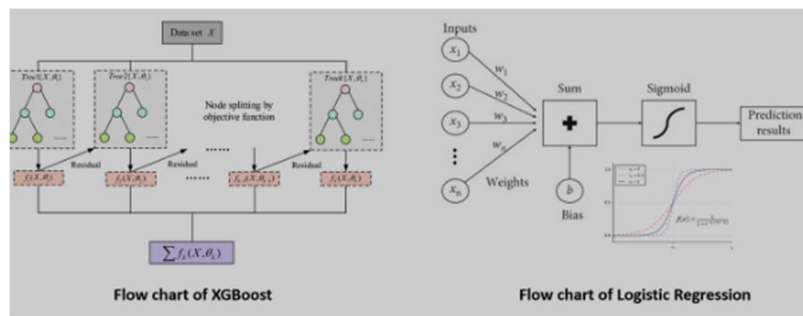 Data set X
Tree1{X,θ₁}
Tree2{X,θ₂}
Treek{X,θₖ}
Node splitting by
objective function
......
......
......
......
Residual
Residual
Residual
......
f₁(X,θ₁)
f₂(X,θ₂)
fₖ₋₁(X,θₖ₋₁)
fₖ(X,θₖ)
∑fₖ(X,θₖ)
Flow chart of XGBoost
Inputs
x₁
x₂
x₃
xₙ
w₁
w₂
w₃
wₙ
Weights
Sum
+
b
Bias
Sigmoid
Prediction
results
Flow chart of Logistic Regression